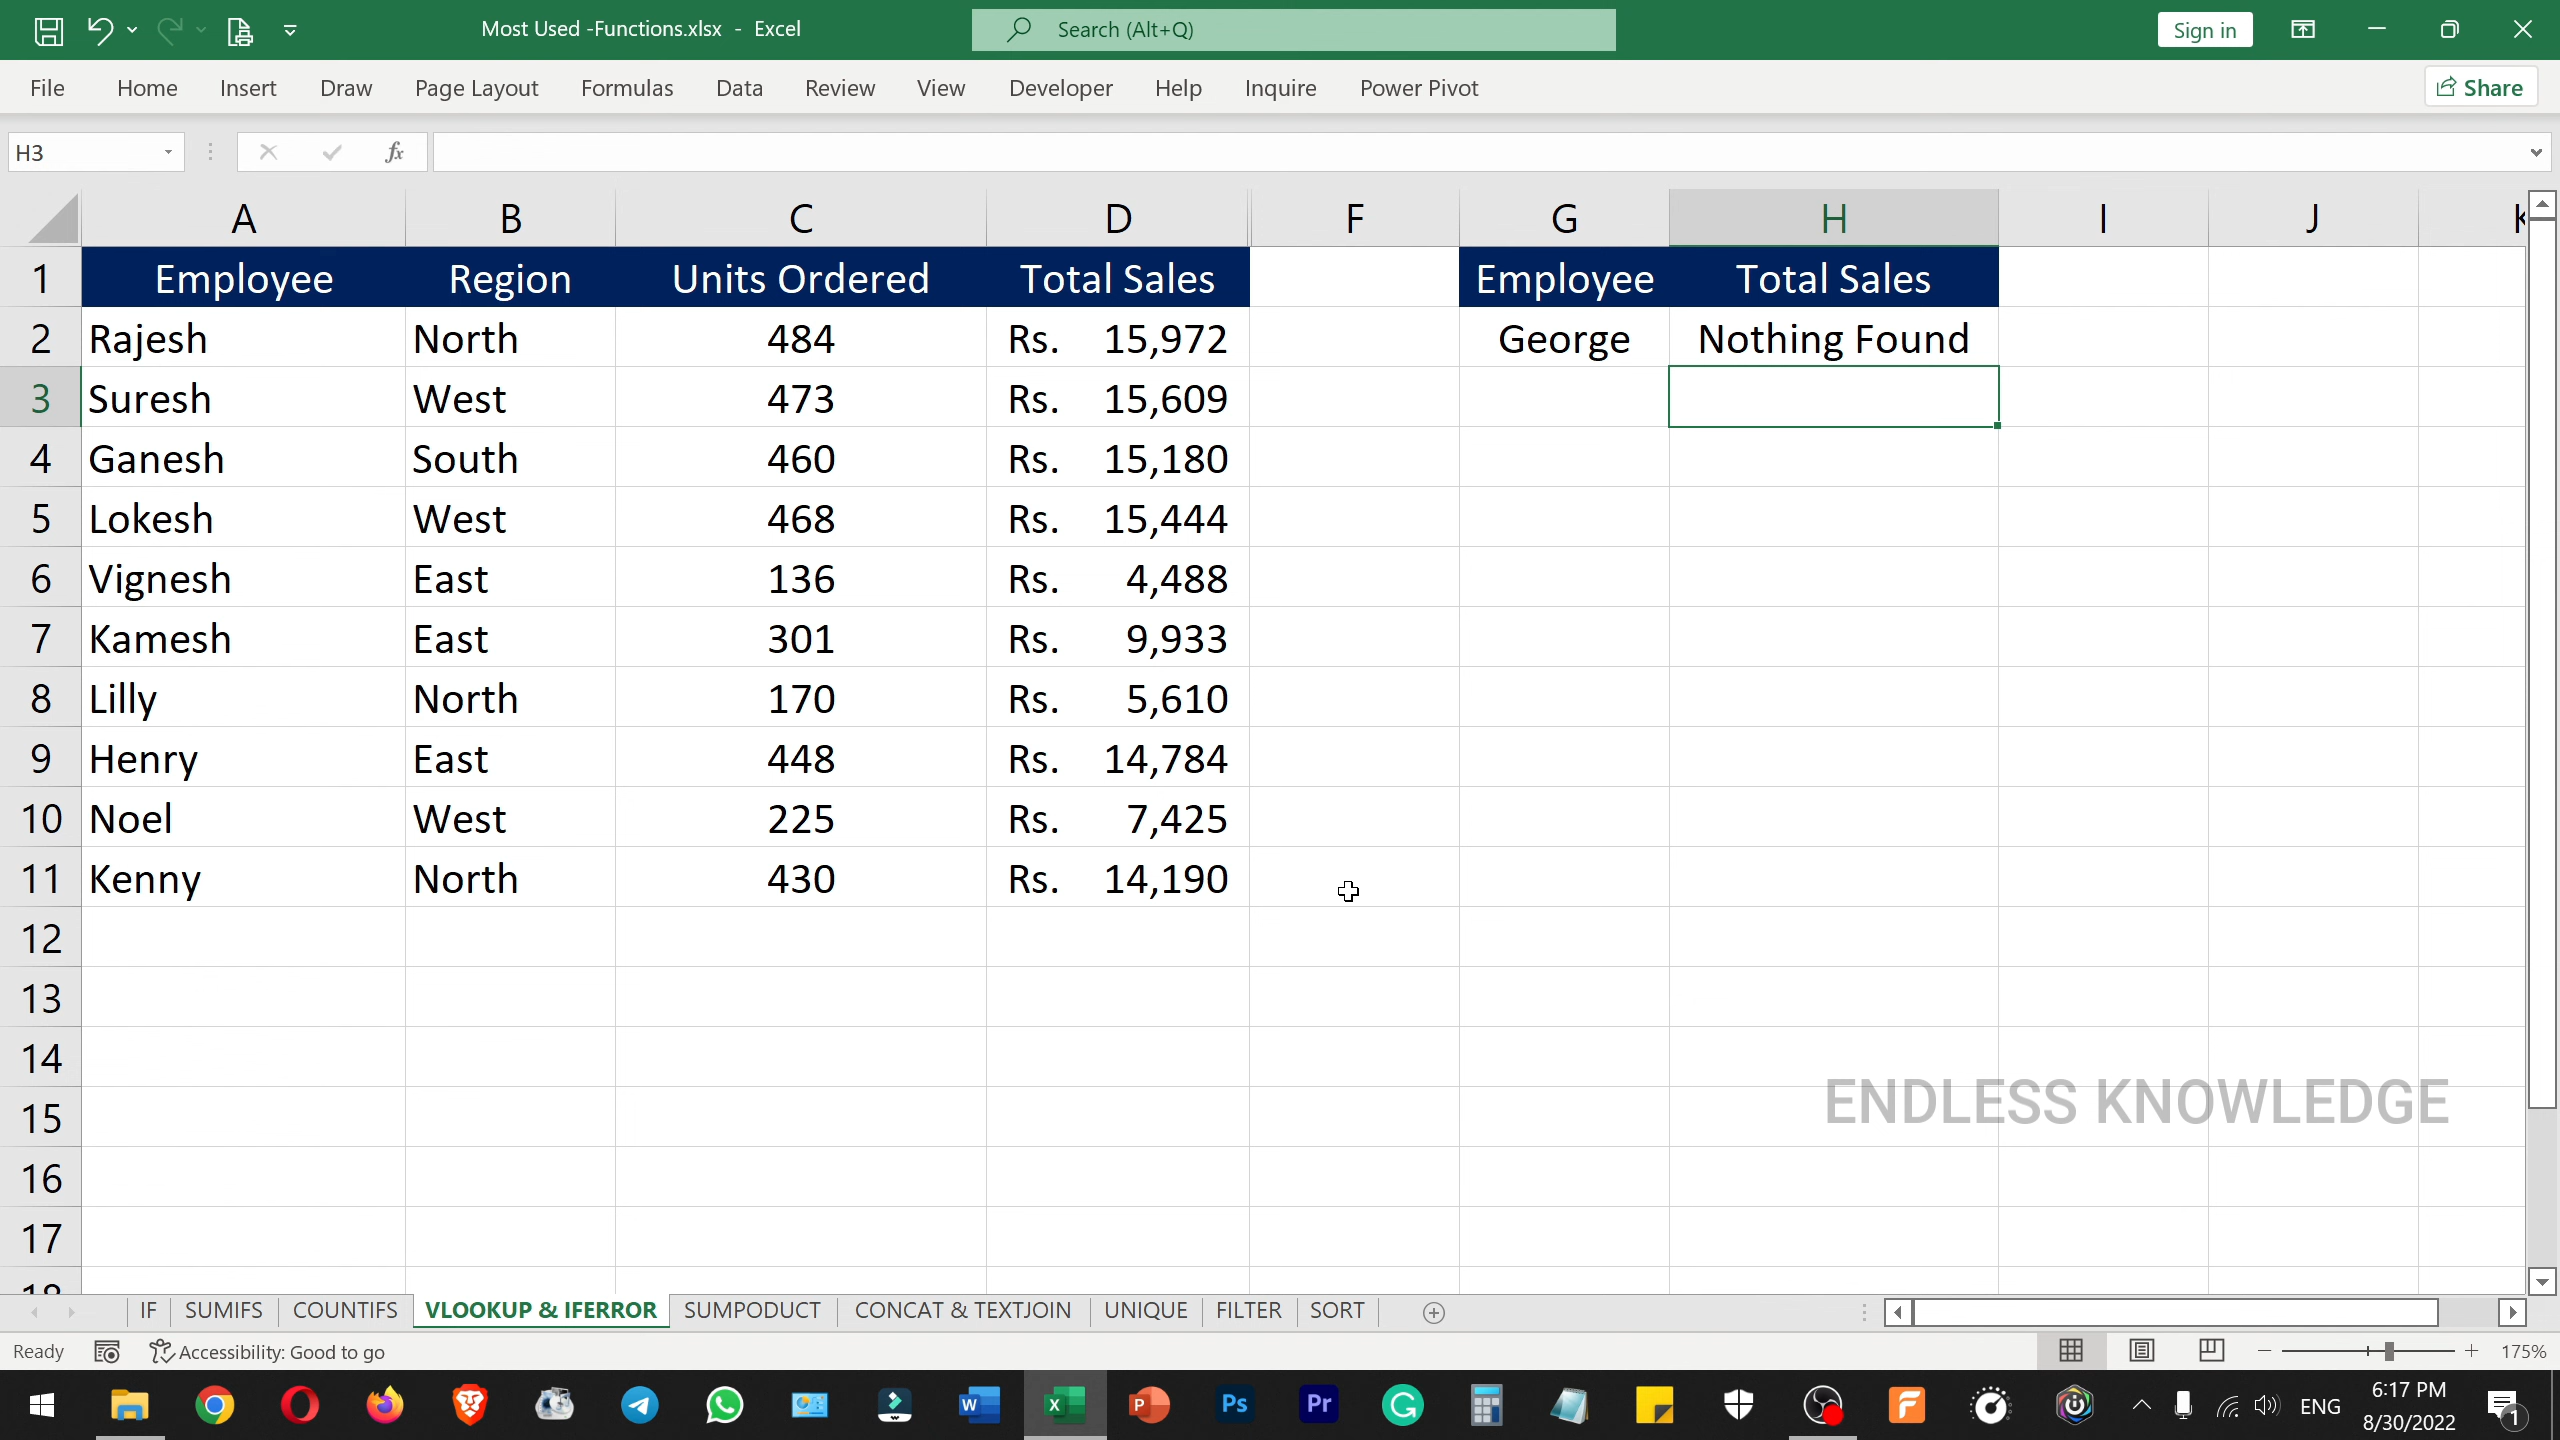 Most Used -Functions.xlsx - Excel
Search (Alt+Q)
Sign in
File Home Insert Draw Page Layout Formulas Data Review View Developer Help Inquire Power Pivot Share
H3 fx
A B C D F G H I J K
1 Employee Region Units Ordered Total Sales Employee Total Sales
2 Rajesh North 484 Rs. 15,972 George Nothing Found
3 Suresh West 473 Rs. 15,609
4 Ganesh South 460 Rs. 15,180
5 Lokesh West 468 Rs. 15,444
6 Vignesh East 136 Rs. 4,488
7 Kamesh East 301 Rs. 9,933
8 Lilly North 170 Rs. 5,610
9 Henry East 448 Rs. 14,784
10 Noel West 225 Rs. 7,425
11 Kenny North 430 Rs. 14,190
12
13
14
15 ENDLESS KNOWLEDGE
16
17
18
IF SUMIFS COUNTIFS VLOOKUP & IFERROR SUMPODUCT CONCAT & TEXTJOIN UNIQUE FILTER SORT
Ready Accessibility: Good to go 175%
W X P Ps Pr G F ENG 6:17 PM
8/30/2022 1